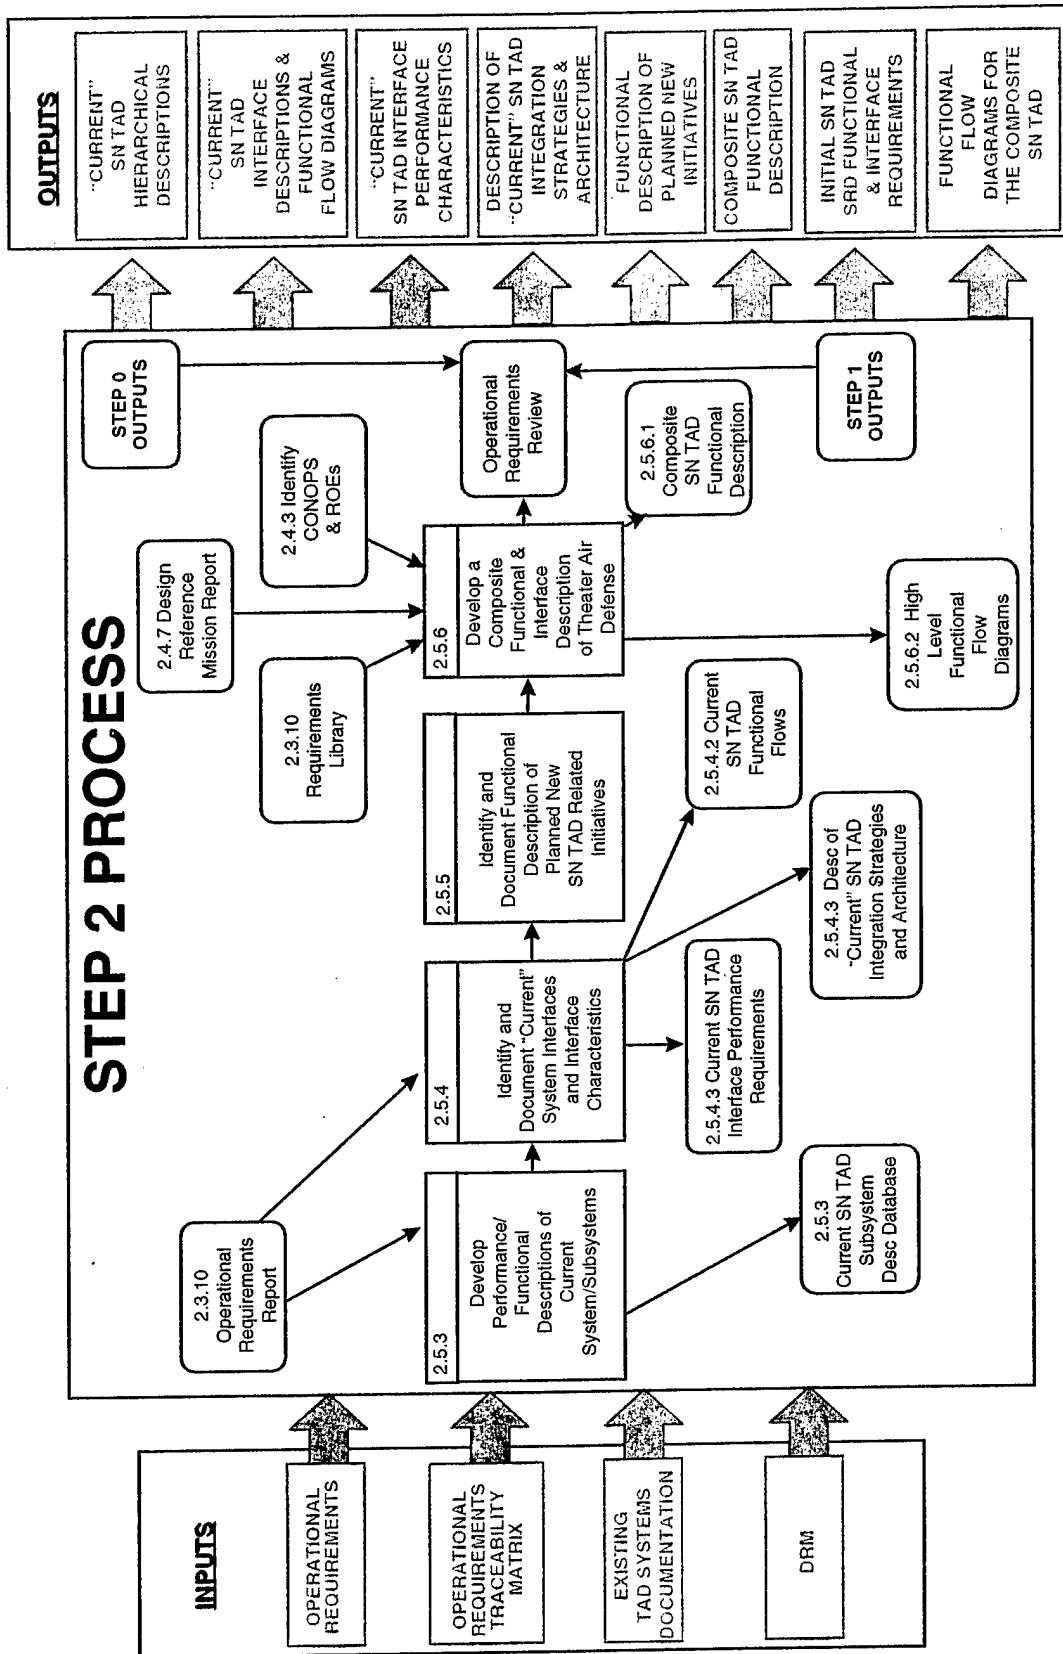 STEP 2 PROCESS
INPUTS
OPERATIONAL
REQUIREMENTS
OPERATIONAL
REQUIREMENTS
TRACEABILITY
MATRIX
EXISTING
TAD SYSTEMS
DOCUMENTATION
DRM
2.3.10
Operational
Requirements
Report
2.3.10
Requirements
Library
2.4.7 Design
Reference
Mission Report
2.4.3 Identify
CONOPS
& ROEs
STEP 0
OUTPUTS
2.5.3
Develop
Performance/
Functional
Descriptions of
Current
System/Subsystems
2.5.4
Identify and
Document "Current"
System Interfaces
and Interface
Characteristics
2.5.5
Identify and
Document Functional
Description of
Planned New
SN TAD Related
Initiatives
2.5.6
Develop a
Composite
Functional &
Interface
Description
of Theater Air
Defense
Operational
Requirements
Review
2.5.3
Current SN TAD
Subsystem
Desc Database
2.5.4.3 Current SN TAD
Interface Performance
Requirements
2.5.4.3 Desc of
"Current" SN TAD
Integration Strategies
and Architecture
2.5.4.2 Current
SN TAD
Functional
Flows
2.5.6.2 High
Level
Functional
Flow
Diagrams
2.5.6.1
Composite
SN TAD
Functional
Description
STEP 1
OUTPUTS
OUTPUTS
"CURRENT"
SN TAD
HIERARCHICAL
DESCRIPTIONS
"CURRENT"
SN TAD
INTERFACE
DESCRIPTIONS &
FUNCTIONAL
FLOW DIAGRAMS
"CURRENT"
SN TAD INTERFACE
PERFORMANCE
CHARACTERISTICS
DESCRIPTION OF
"CURRENT" SN TAD
INTEGRATION
STRATEGIES &
ARCHITECTURE
FUNCTIONAL
DESCRIPTION OF
PLANNED NEW
INITIATIVES
COMPOSITE SN TAD
FUNCTIONAL
DESCRIPTION
INITIAL SN TAD
SRD FUNCTIONAL
& INTERFACE
REQUIREMENTS
FUNCTIONAL
FLOW
DIAGRAMS FOR
THE COMPOSITE
SN TAD